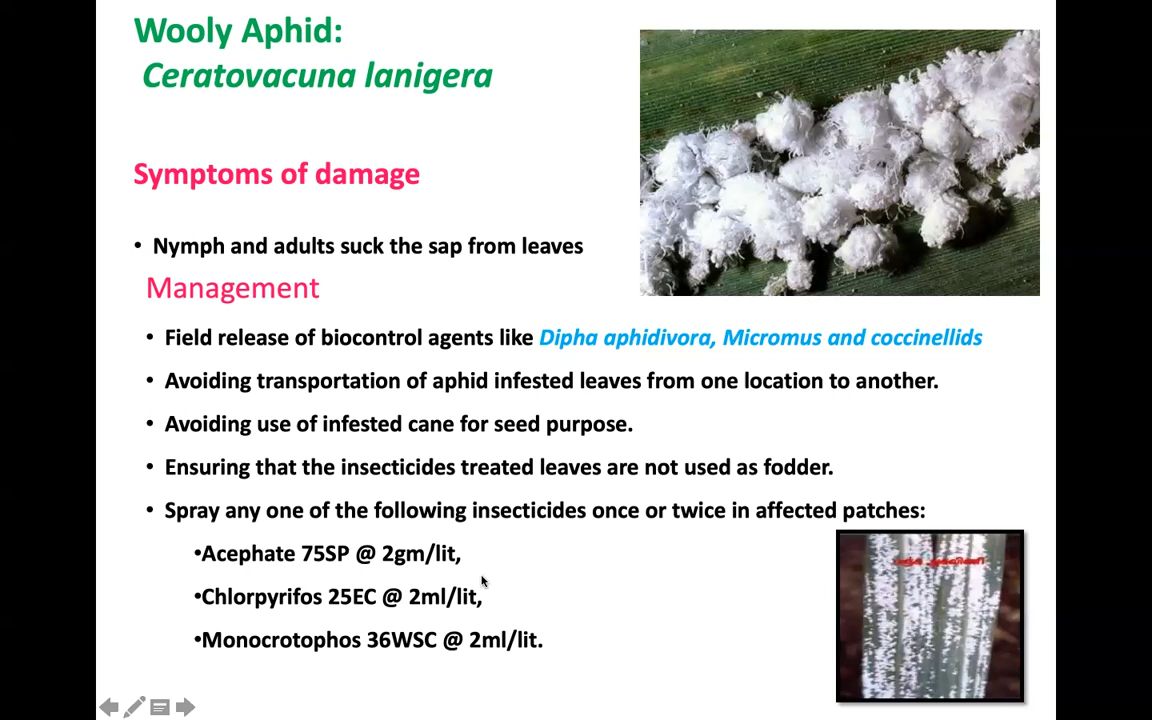 Wooly Aphid:
Ceratovacuna lanigera
Symptoms of damage
• Nymph and adults suck the sap from leaves
Management
• Field release of biocontrol agents like Dipha aphidivora, Micromus and coccinellids
• Avoiding transportation of aphid infested leaves from one location to another.
• Avoiding use of infested cane for seed purpose.
• Ensuring that the insecticides treated leaves are not used as fodder.
• Spray any one of the following insecticides once or twice in affected patches:
•Acephate 75SP @ 2gm/lit,
•Chlorpyrifos 25EC @ 2ml/lit,
•Monocrotophos 36WSC @ 2ml/lit.